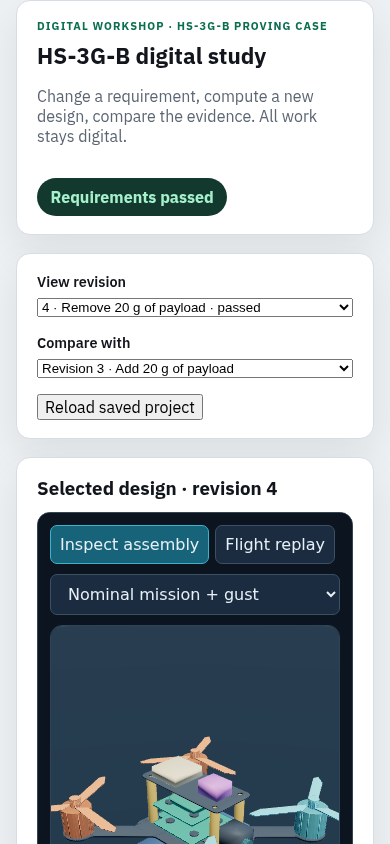 DIGITAL WORKSHOP · HS-3G-B PROVING CASE
HS-3G-B digital study
Change a requirement, compute a new
design, compare the evidence. All work
stays digital.
Requirements passed
View revision
4 · Remove 20 g of payload · passed
Compare with
Revision 3 · Add 20 g of payload
Reload saved project
Selected design · revision 4
Inspect assembly
Flight replay
Nominal mission + gust